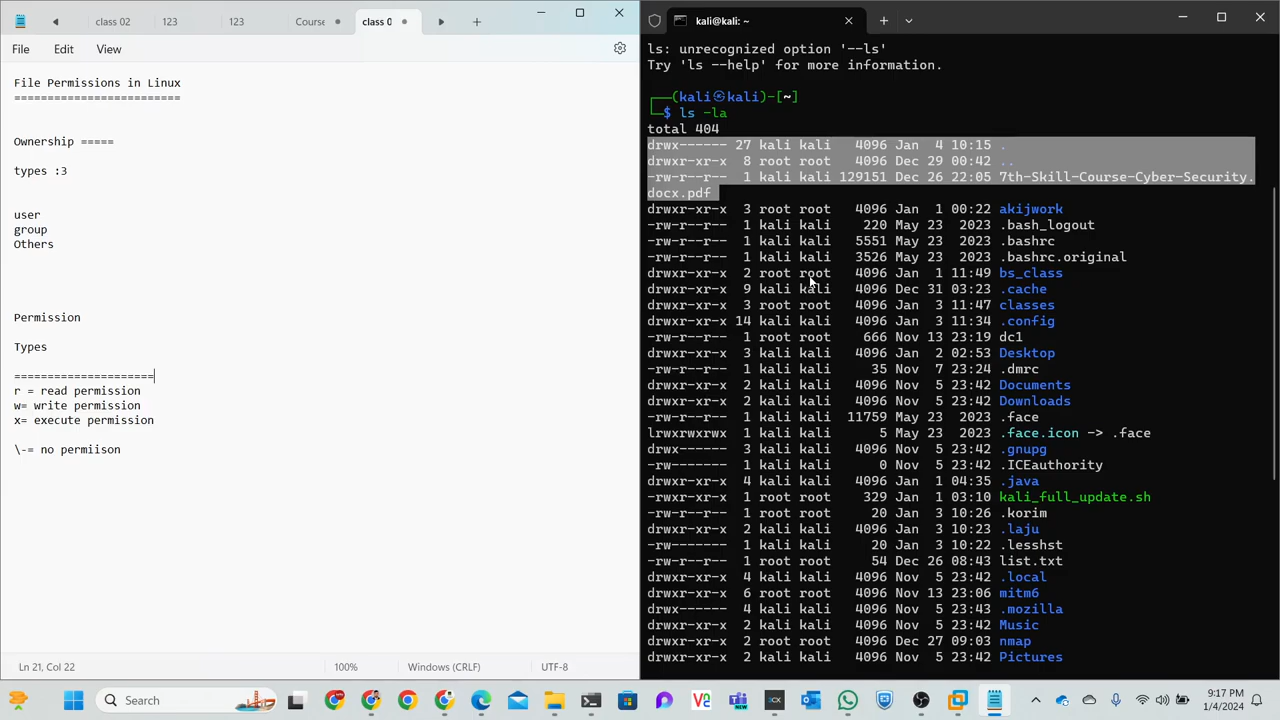 class 02
123
123
Course
class 0
File
Edit
View
File Permissions in Linux
=========================
Ownership =====
types :3
user
group
Others
Permission
Types
=====================
r = read permission
w= write permission
x= execute permission
\-= no permiison
Ln 21, Col 22
100%
Windows (CRLF)
UTF-8
kali@kali: ~
ls: unrecognized option '--ls'
Try 'ls --help' for more information.
┌──(kali㉿kali)-[~]
└─$ ls -la
total 404
drwx------ 27 kali kali   4096 Jan  4 10:15 .
drwxr-xr-x  8 root root   4096 Dec 29 00:42 ..
-rw-r--r--  1 kali kali 129151 Dec 26 22:05 7th-Skill-Course-Cyber-Security.
docx.pdf
drwxr-xr-x  3 root root   4096 Jan  1 00:22 akijwork
-rw-r--r--  1 kali kali    220 May 23  2023 .bash_logout
-rw-r--r--  1 kali kali   5551 May 23  2023 .bashrc
-rw-r--r--  1 kali kali   3526 May 23  2023 .bashrc.original
drwxr-xr-x  2 root root   4096 Jan  1 11:49 bs_class
drwxr-xr-x  9 kali kali   4096 Dec 31 03:23 .cache
drwxr-xr-x  3 root root   4096 Jan  3 11:47 classes
drwxr-xr-x 14 kali kali   4096 Jan  3 11:34 .config
-rw-r--r--  1 root root    666 Nov 13 23:19 dc1
drwxr-xr-x  3 kali kali   4096 Jan  2 02:53 Desktop
-rw-r--r--  1 kali kali     35 Nov  7 23:24 .dmrc
drwxr-xr-x  2 kali kali   4096 Nov  5 23:42 Documents
drwxr-xr-x  2 kali kali   4096 Nov  5 23:42 Downloads
-rw-r--r--  1 kali kali  11759 May 23  2023 .face
lrwxrwxrwx  1 kali kali      5 May 23  2023 .face.icon -> .face
drwx------  3 kali kali   4096 Nov  5 23:42 .gnupg
-rw-------  1 kali kali      0 Nov  5 23:42 .ICEauthority
drwxr-xr-x  4 kali kali   4096 Jan  1 04:35 .java
-rwxr-xr-x  1 root root    329 Jan  1 03:10 kali_full_update.sh
-rw-r--r--  1 root root     20 Jan  3 10:26 .korim
drwxr-xr-x  2 kali kali   4096 Jan  3 10:23 .laju
-rw-------  1 kali kali     20 Jan  3 10:22 .lesshst
-rw-r--r--  1 root root     54 Dec 26 08:43 list.txt
drwxr-xr-x  4 kali kali   4096 Nov  5 23:42 .local
drwxr-xr-x  6 root root   4096 Nov 13 23:06 mitm6
drwx------  4 kali kali   4096 Nov  5 23:43 .mozilla
drwxr-xr-x  2 kali kali   4096 Nov  5 23:42 Music
drwxr-xr-x  2 root root   4096 Dec 27 09:03 nmap
drwxr-xr-x  2 kali kali   4096 Nov  5 23:42 Pictures
Search
9:17 PM
1/4/2024